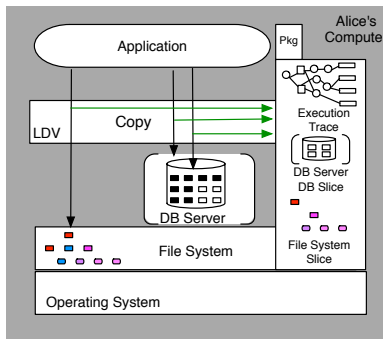 Alice's
Compute
Pkg
Application
LDV
Copy
Execution
Trace
DB Server
DB Slice
DB Server
File System
File System
Slice
Operating System